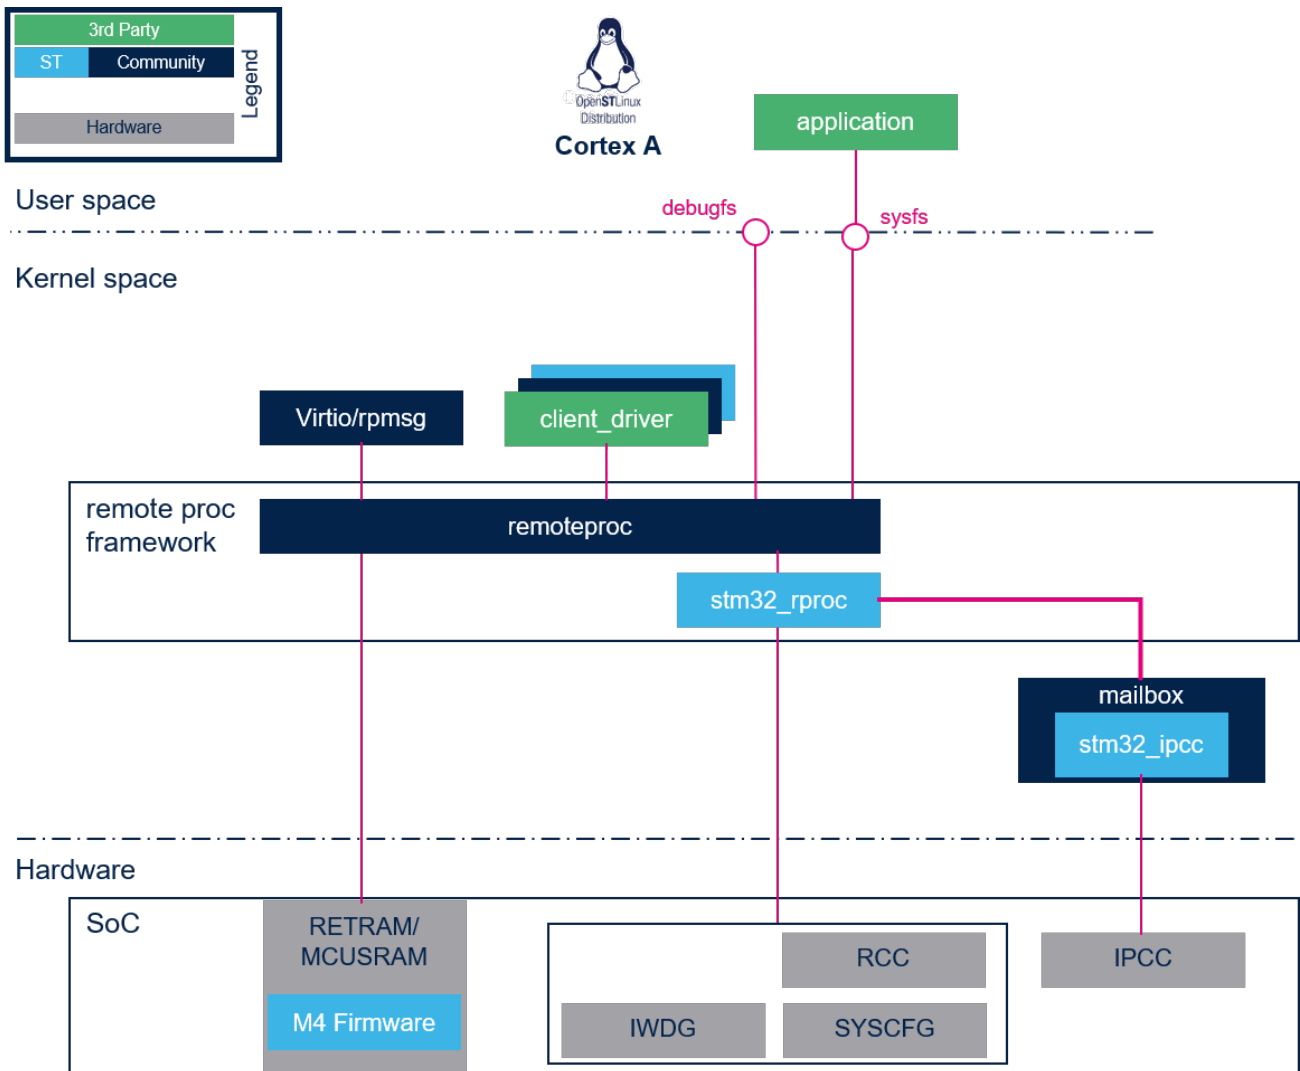 3rd Party
ST
Community
Legend
Hardware
OpenSTLinux
Distribution
Cortex A
application
User space
debugfs
sysfs
Kernel space
Virtio/rpmsg
client_driver
remote proc
framework
remoteproc
stm32_rproc
mailbox
stm32_ipcc
Hardware
SoC
RETRAM/
MCUSRAM
RCC
IPCC
M4 Firmware
IWDG
SYSCFG